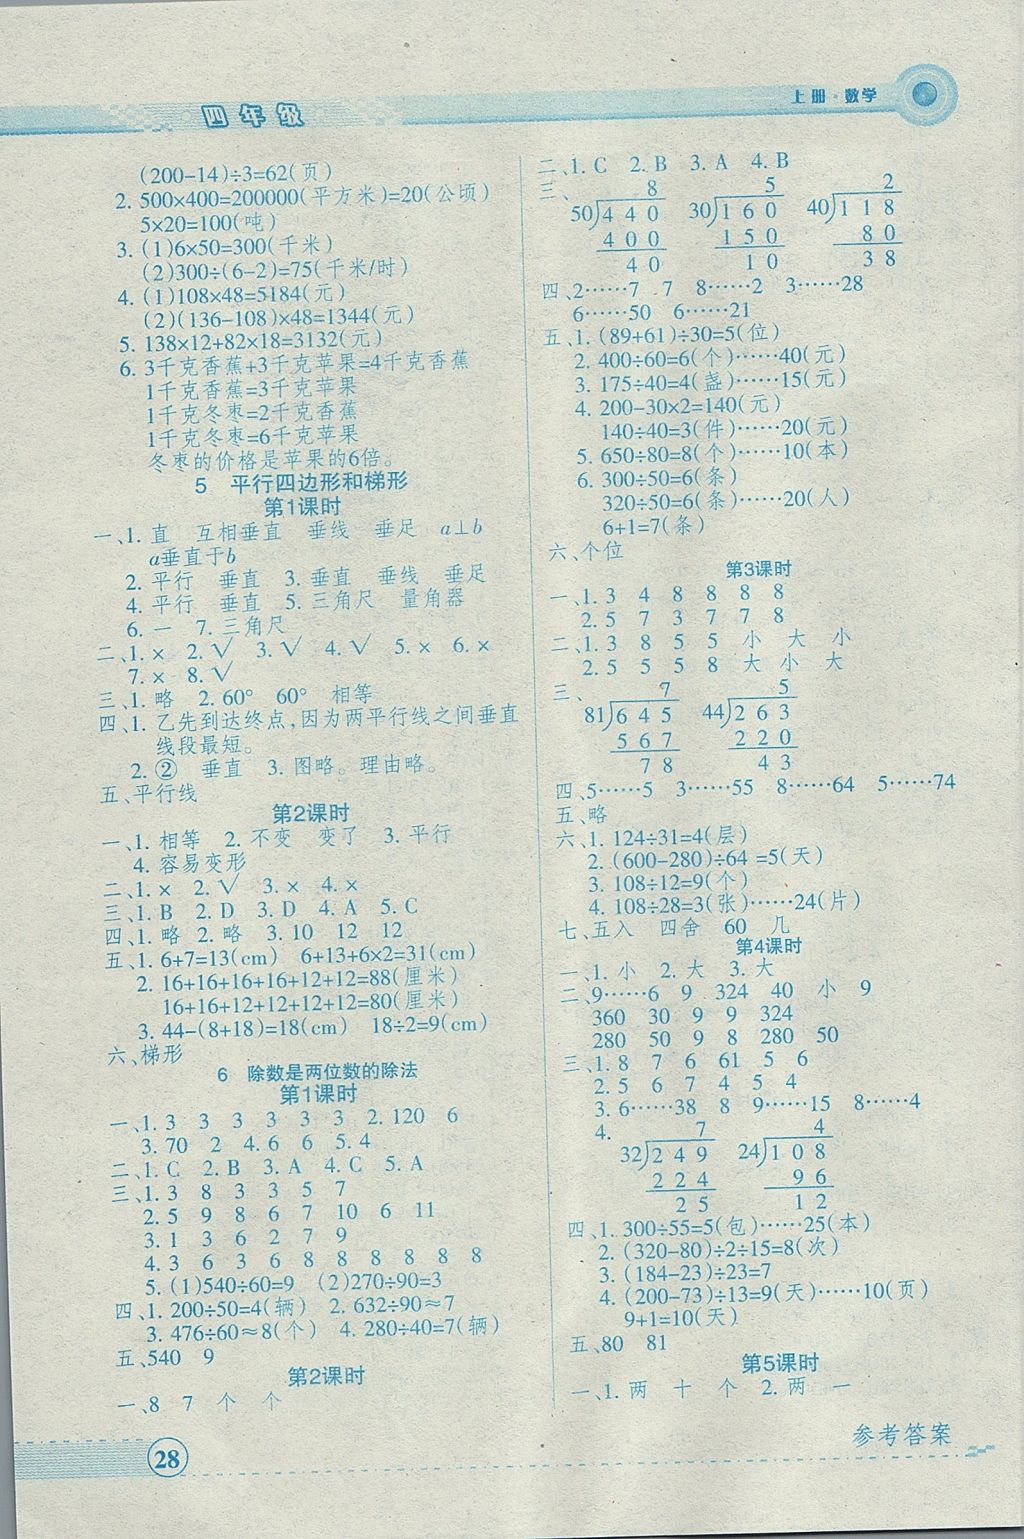 四年级
上册·数学
(200-14)÷3=62(页)
2. 500×400=200000(平方米)=20(公顷)
5×20=100(吨)
3. (1)6×50=300(千米)
(2)300÷(6-2)=75(千米/时)
4. (1)108×48=5184(元)
(2)(136-108)×48=1344(元)
5. 138×12+82×18=3132(元)
6. 3千克香蕉+3千克苹果=4千克香蕉
1千克香蕉=3千克苹果
1千克冬枣=2千克香蕉
1千克冬枣=6千克苹果
冬枣的价格是苹果的6倍。
5 平行四边形和梯形
第1课时
一、1. 直 互相垂直 垂线 垂足 a⊥b
a垂直于b
2. 平行 垂直 3. 垂直 垂线 垂足
4. 平行 垂直 5. 三角尺 量角器
6. 一 7. 三角尺
二、1. × 2. √ 3. √ 4. √ 5. × 6. ×
7. × 8. √
三、1. 略 2. 60° 60° 相等
四、1. 乙先到达终点,因为两平行线之间垂直
线段最短。
2. ② 垂直 3. 图略。理由略。
五、平行线
第2课时
一、1. 相等 2. 不变 变了 3. 平行
4. 容易变形
二、1. × 2. √ 3. × 4. ×
三、1. B 2. D 3. D 4. A 5. C
四、1. 略 2. 略 3. 10 12 12
五、1. 6+7=13(cm) 6+13+6×2=31(cm)
2. 16+16+16+16+12+12=88(厘米)
16+16+12+12+12+12=80(厘米)
3. 44-(8+18)=18(cm) 18÷2=9(cm)
六、梯形
6 除数是两位数的除法
第1课时
一、1. 3 3 3 3 3 3 2. 120 6
3. 70 2 4. 6 6 5. 4
二、1. C 2. B 3. A 4. C 5. A
三、1. 3 8 3 3 5 7
2. 5 9 8 6 7 10 6 11
3. 1 3 6 2 7 9
4. 3 6 3 6 8 8 8 8 8 8
5. (1)540÷60=9 (2)270÷90=3
四、1. 200÷50=4(辆) 2. 632÷90≈7
3. 476÷60≈8(个) 4. 280÷40=7(辆)
五、540 9
第2课时
一、8 7 个 个
二、1. C 2. B 3. A 4. B
三、 8 5 2
50)440 30)160 40)118
400 150 80
40 10 38
四、2……7 7 8……2 3……28
6……50 6……21
五、1. (89+61)÷30=5(位)
2. 400÷60=6(个)……40(元)
3. 175÷40=4(盏)……15(元)
4. 200-30×2=140(元)
140÷40=3(件)……20(元)
5. 650÷80=8(个)……10(本)
6. 300÷50=6(条)
320÷50=6(条)……20(人)
6+1=7(条)
六、个位
第3课时
一、1. 3 4 8 8 8 8
2. 5 7 3 7 7 8
二、1. 3 8 5 5 小 大 小
2. 5 5 5 8 大 小 大
三、 7 5
81)645 44)263
567 220
78 43
四、5……5 3……55 8……64 5……74
五、略
六、1. 124÷31=4(层)
2. (600-280)÷64 =5(天)
3. 108÷12=9(个)
4. 108÷28=3(张)……24(片)
七、五入 四舍 60 几
第4课时
一、1. 小 2. 大 3. 大
二、9……6 9 324 40 小 9
360 30 9 9 324
280 50 9 8 280 50
三、1. 8 7 6 61 5 6
2. 5 6 7 4 5 4
3. 6……38 8 9……15 8……4
4. 7 4
32)249 24)108
224 96
25 12
四、1. 300÷55=5(包)……25(本)
2. (320-80)÷2÷15=8(次)
3. (184-23)÷23=7
4. (200-73)÷13=9(天)……10(页)
9+1=10(天)
五、80 81
第5课时
一、1. 两 十 个 2. 两 一
参考答案
28